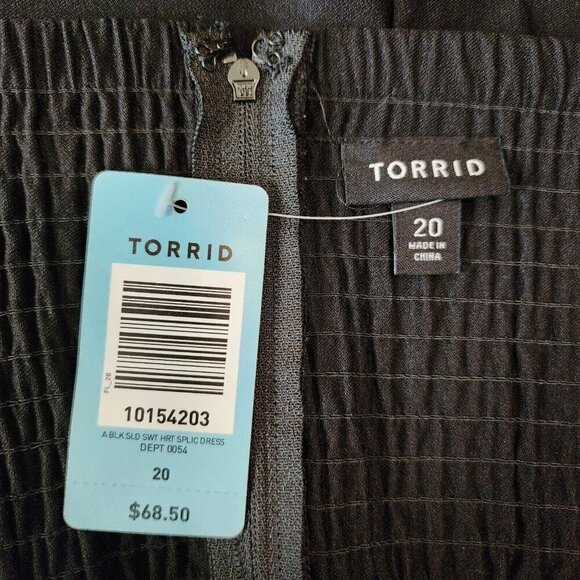 TORRID
FL_26
10154203
A BLK SLD SWT HRT SPLIC DRESS
DEPT 0054
20
$68.50
TORRID
20
MADE IN
CHINA